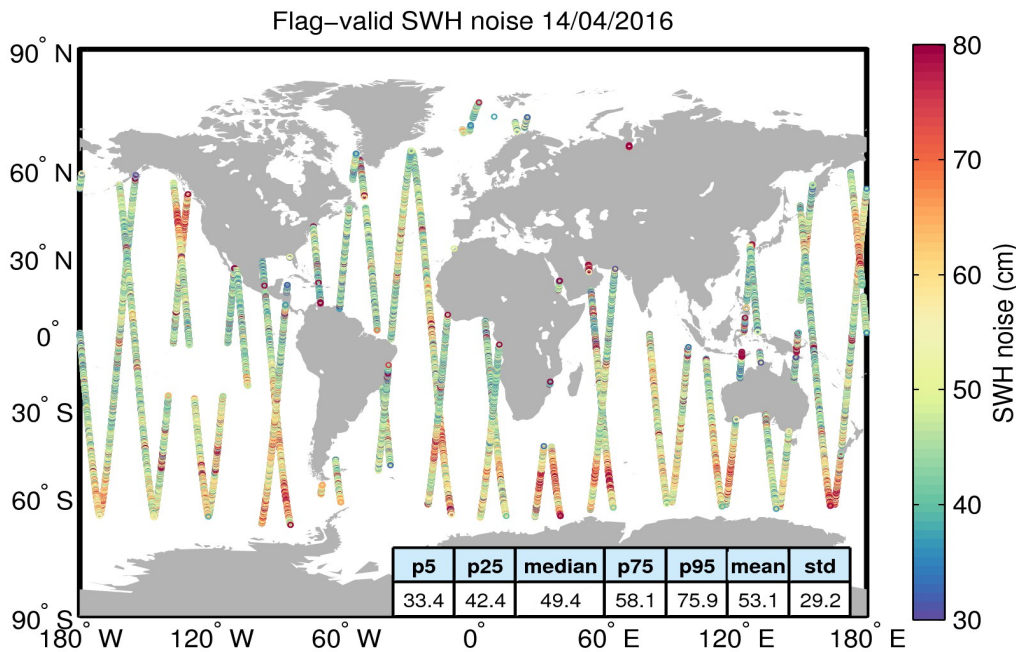 Flag−valid SWH noise 14/04/2016
90° N
60° N
30° N
0°
30° S
60° S
90° S
180° W
120° W
60° W
0°
60° E
120° E
180° E
80
70
60
50
40
30
SWH noise (cm)
p5 p25 median p75 p95 mean std
33.4 42.4 49.4 58.1 75.9 53.1 29.2